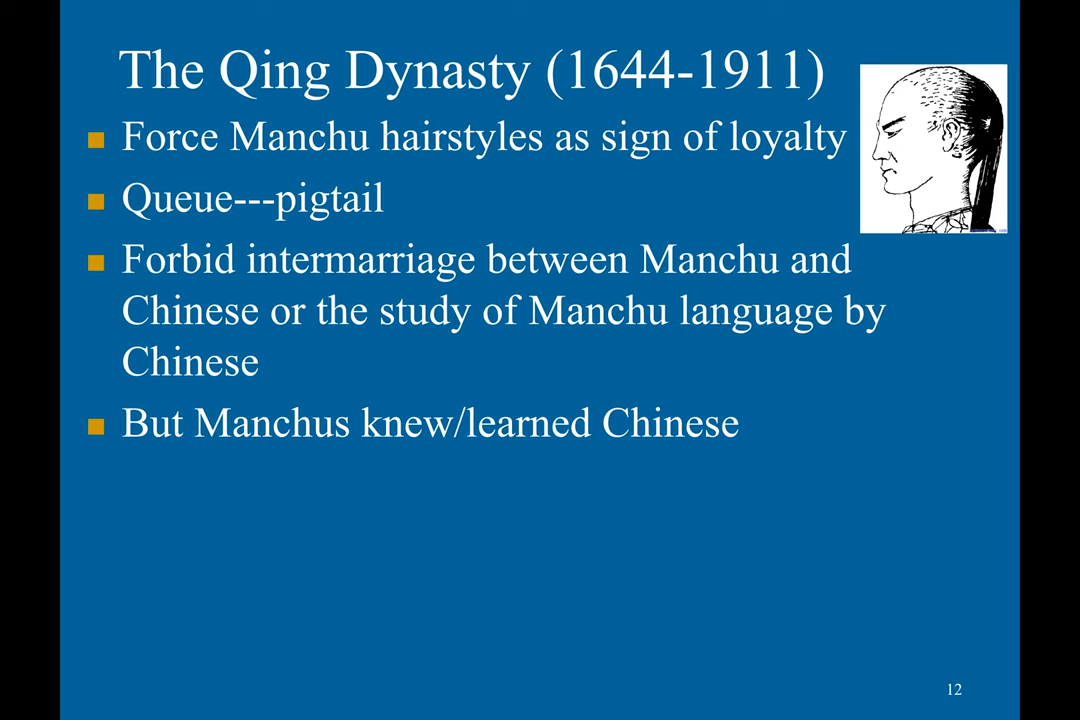 The Qing Dynasty (1644-1911)
Force Manchu hairstyles as sign of loyalty
Queue---pigtail
Forbid intermarriage between Manchu and
Chinese or the study of Manchu language by
Chinese
But Manchus knew/learned Chinese
12